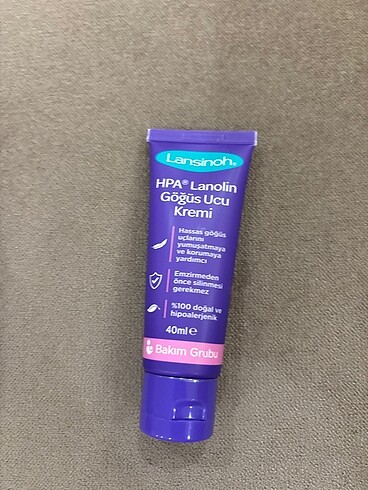 Lansinoh®
HPA® Lanolin
Göğüs Ucu
Kremi
Hassas göğüs
uçlarını
yumuşatmaya
ve korumaya
yardımcı
Emzirmeden
önce silinmesi
gerekmez
%100 doğal ve
hipoalerjenik
40ml e
Bakım Grubu